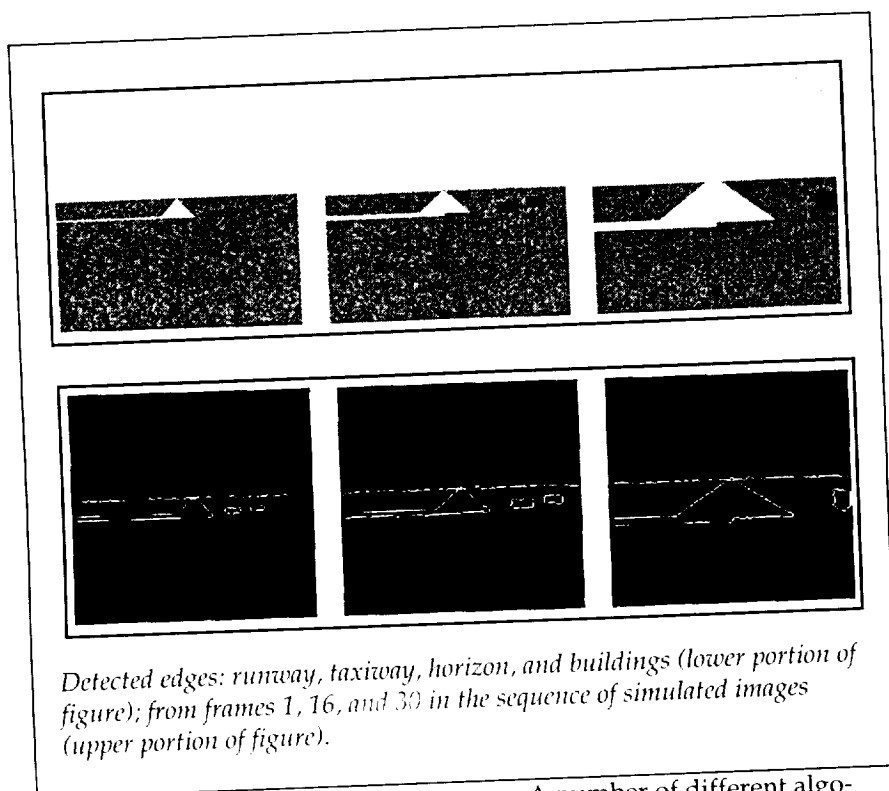 Detected edges: runway, taxiway, horizon, and buildings (lower portion of
figure); from frames 1, 16, and 30 in the sequence of simulated images
(upper portion of figure).
A number of different algo-